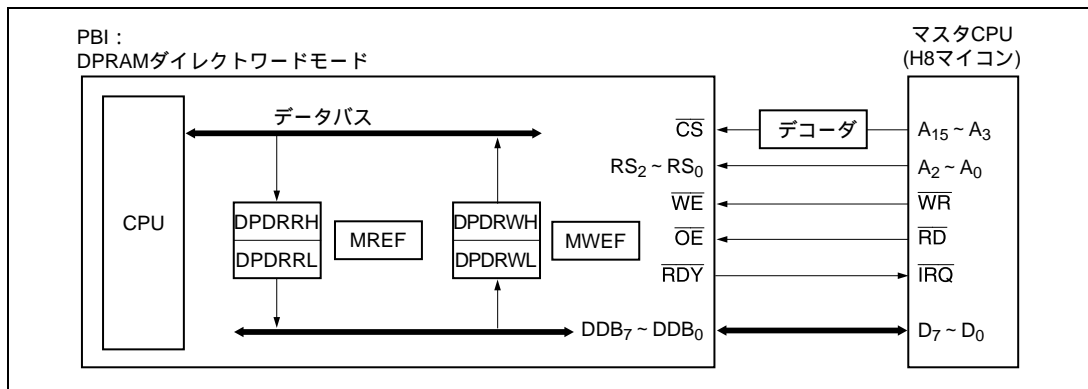 PBI：
DPRAMダイレクトワードモード
マスタCPU
(H8マイコン)
データバス
CPU
DPDRRH
DPDRRL
MREF
DPDRWH
DPDRWL
MWEF
CS
デコーダ
A15～A3
RS2～RS0
A2～A0
WE
WR
OE
RD
RDY
IRQ
DDB7～DDB0
D7～D0